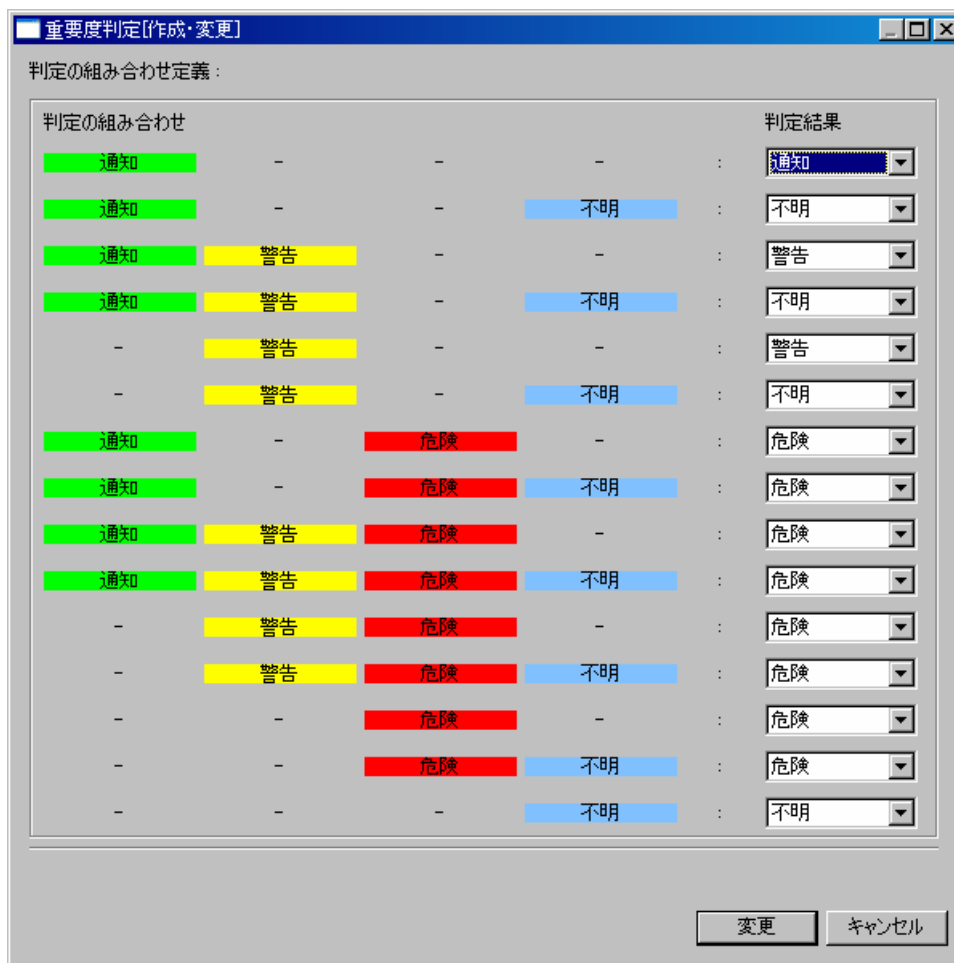 重要度判定[作成・変更]
判定の組み合わせ定義：
判定の組み合わせ 判定結果
通知 － － － ： 通知
通知 － － 不明 ： 不明
通知 警告 － － ： 警告
通知 警告 － 不明 ： 不明
－ 警告 － － ： 警告
－ 警告 － 不明 ： 不明
通知 － 危険 － ： 危険
通知 － 危険 不明 ： 危険
通知 警告 危険 － ： 危険
通知 警告 危険 不明 ： 危険
－ 警告 危険 － ： 危険
－ 警告 危険 不明 ： 危険
－ － 危険 － ： 危険
－ － 危険 不明 ： 危険
－ － － 不明 ： 不明
変更 キャンセル